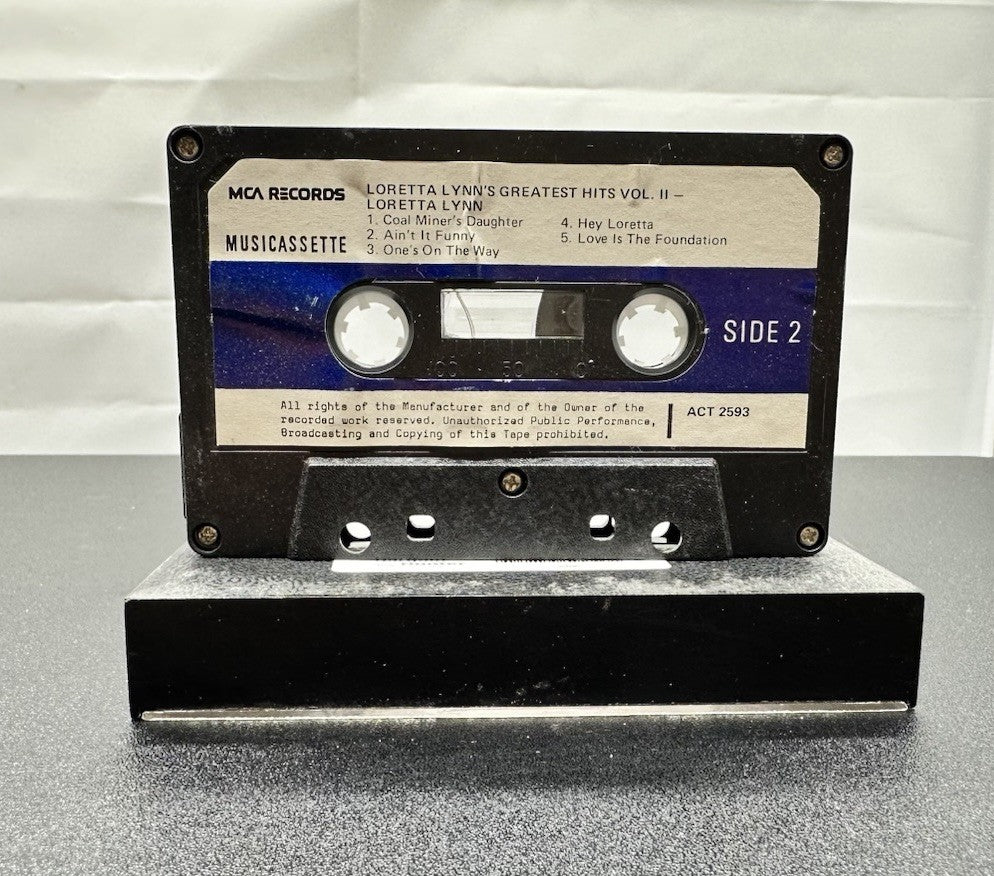 MCA RECORDS
MUSICASSETTE
LORETTA LYNN'S GREATEST HITS VOL. II –
LORETTA LYNN
1. Coal Miner's Daughter
2. Ain't It Funny
3. One's On The Way
4. Hey Loretta
5. Love Is The Foundation
SIDE 2
100 50 0
All rights of the Manufacturer and of the Owner of the
recorded work reserved. Unauthorized Public Performance,
Broadcasting and Copying of this Tape prohibited.
ACT 2593